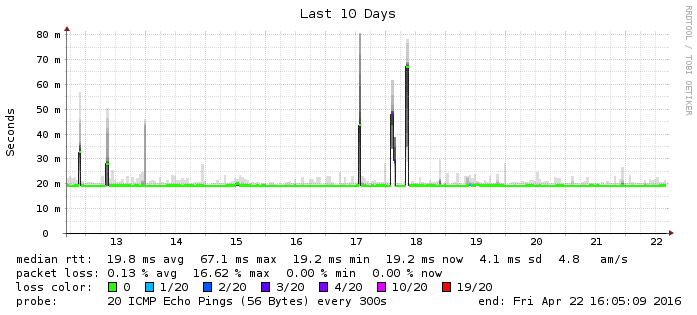 Last 10 Days
RRDTOOL / TOBI OETIKER
Seconds
80 m
70 m
60 m
50 m
40 m
30 m
20 m
10 m
0
13 14 15 16 17 18 19 20 21 22
median rtt: 19.8 ms avg 67.1 ms max 19.2 ms min 19.2 ms now 4.1 ms sd 4.8 am/s
packet loss: 0.13 % avg 16.62 % max 0.00 % min 0.00 % now
loss color: 0 1/20 2/20 3/20 4/20 10/20 19/20
probe: 20 ICMP Echo Pings (56 Bytes) every 300s end: Fri Apr 22 16:05:09 2016